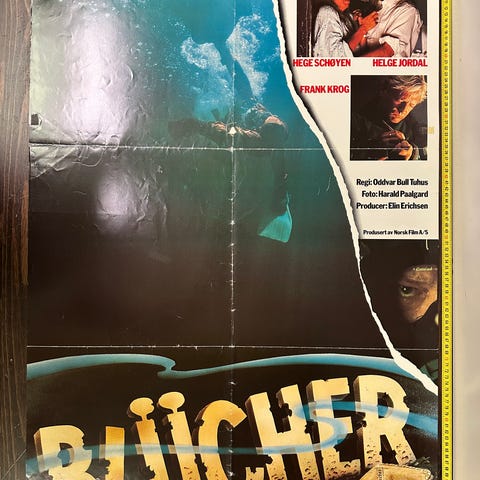 HEGE SCHØYEN HELGE JORDAL
FRANK KROG
Regi: Oddvar Bull Tuhus
Foto: Harald Paalgard
Producer: Elin Erichsen
Produsert av Norsk Film A/S
BLÜCHER